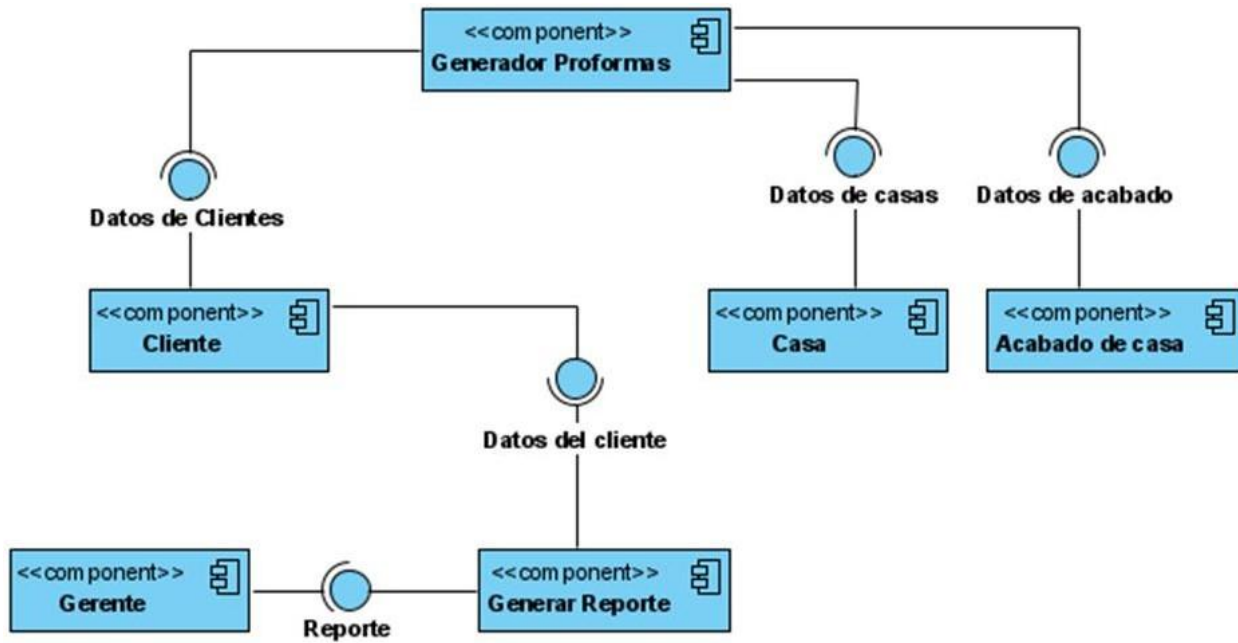 <<component>>
Generador Proformas
Datos de Clientes
Datos de casas
Datos de acabado
<<component>>
Cliente
<<component>>
Casa
<<component>>
Acabado de casa
Datos del cliente
<<component>>
Gerente
Reporte
<<component>>
Generar Reporte